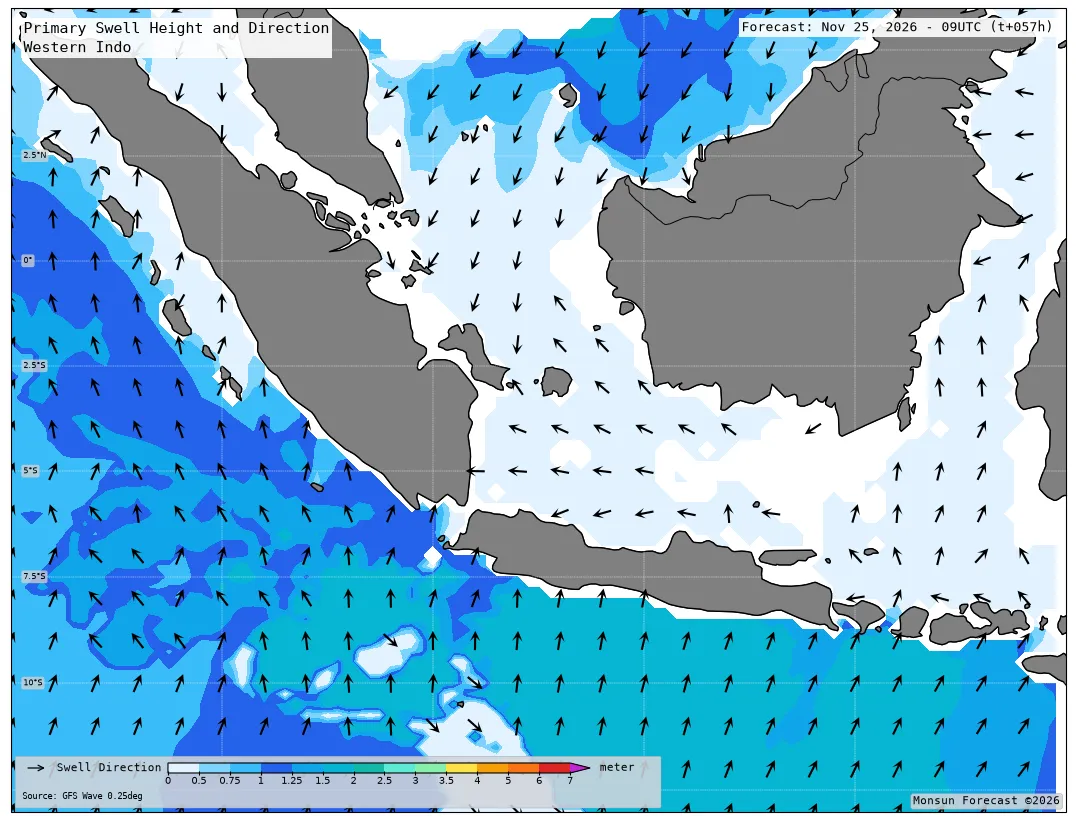 Primary Swell Height and Direction
Western Indo
Forecast: Nov 25, 2026 - 09UTC (t+057h)
2.5°N
0°
2.5°S
5°S
7.5°S
10°S
Swell Direction
0 0.5 0.75 1 1.25 1.5 2 2.5 3 3.5 4 5 6 7
meter
Source: GFS Wave 0.25deg
Monsun Forecast ©2026